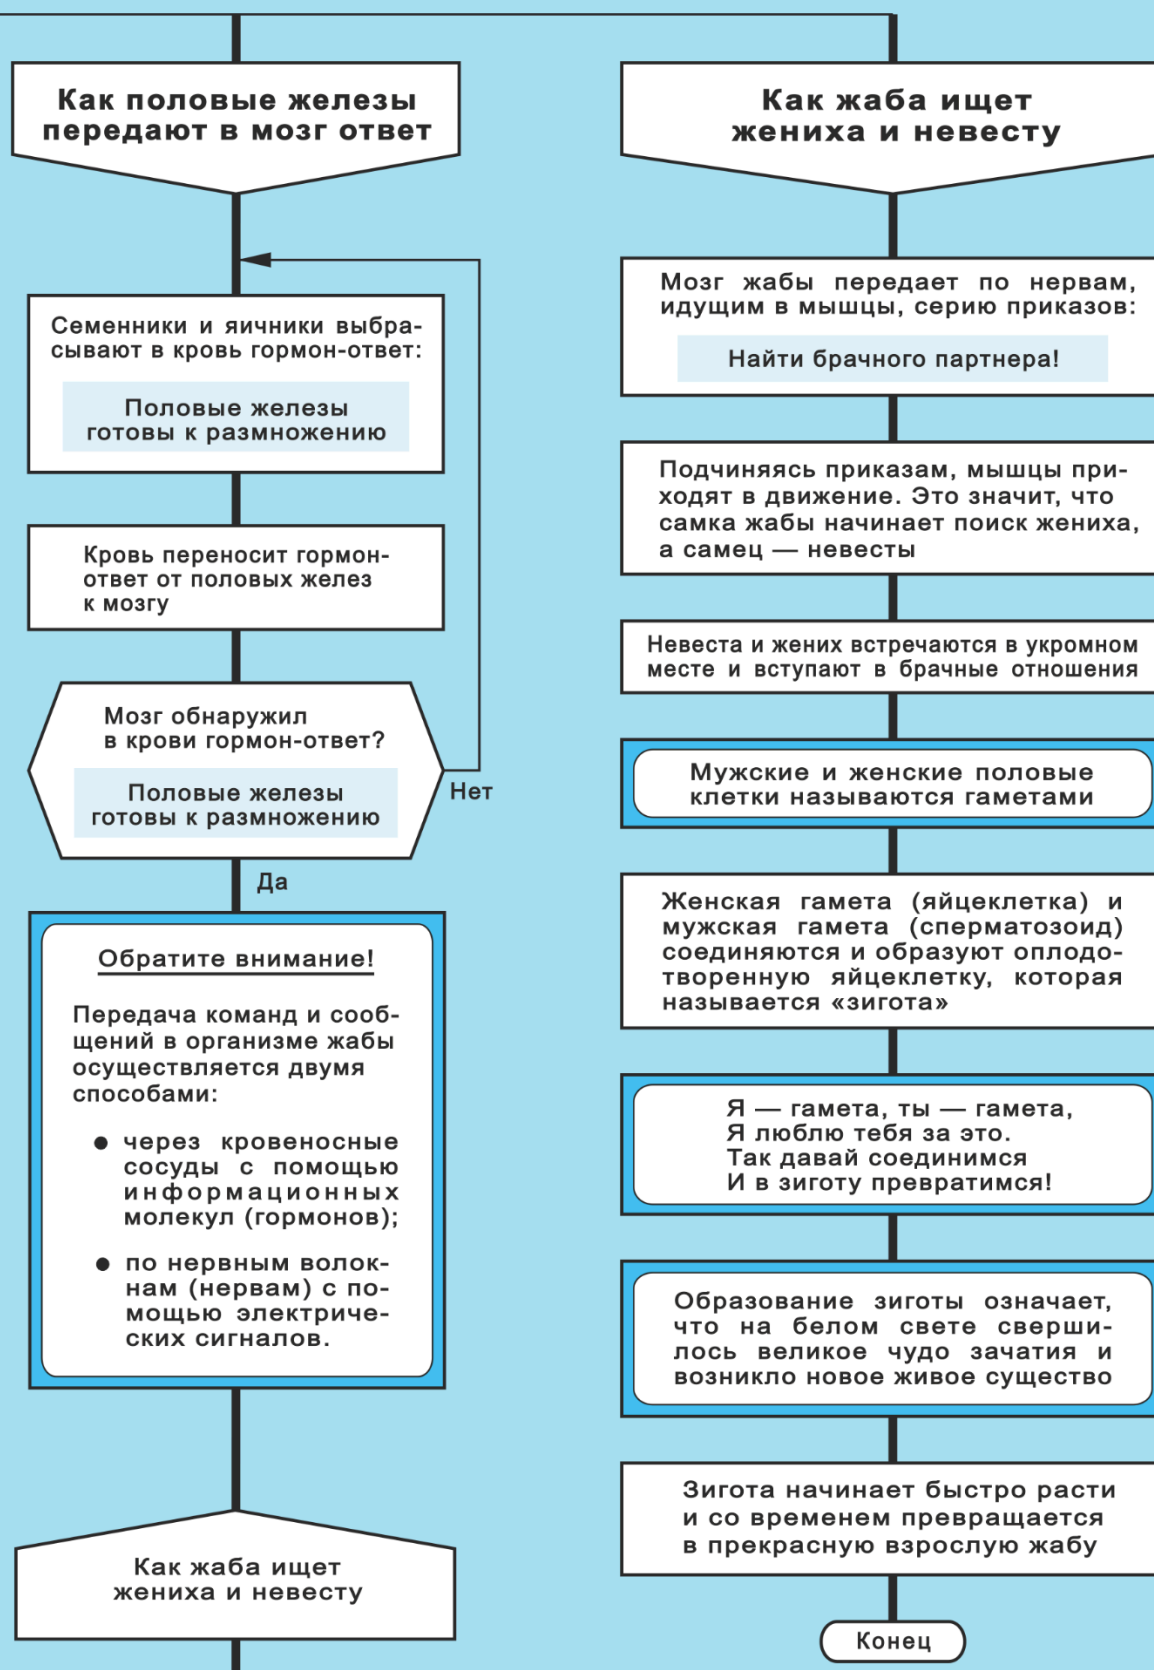 Как половые железы
передают в мозг ответ
Семенники и яичники выбра-
сывают в кровь гормон-ответ:
Половые железы
готовы к размножению
Кровь переносит гормон-
ответ от половых желез
к мозгу
Мозг обнаружил
в крови гормон-ответ?
Половые железы
готовы к размножению
Нет
Да
Обратите внимание!
Передача команд и сооб-
щений в организме жабы
осуществляется двумя
способами:
● через кровеносные
сосуды с помощью
информационных
молекул (гормонов);
● по нервным волок-
нам (нервам) с по-
мощью электриче-
ских сигналов.
Как жаба ищет
жениха и невесту
Как жаба ищет
жениха и невесту
Мозг жабы передает по нервам,
идущим в мышцы, серию приказов:
Найти брачного партнера!
Подчиняясь приказам, мышцы при-
ходят в движение. Это значит, что
самка жабы начинает поиск жениха,
а самец — невесты
Невеста и жених встречаются в укромном
месте и вступают в брачные отношения
Мужские и женские половые
клетки называются гаметами
Женская гамета (яйцеклетка) и
мужская гамета (сперматозоид)
соединяются и образуют оплодо-
творенную яйцеклетку, которая
называется «зигота»
Я — гамета, ты — гамета,
Я люблю тебя за это.
Так давай соединимся
И в зиготу превратимся!
Образование зиготы означает,
что на белом свете сверши-
лось великое чудо зачатия и
возникло новое живое существо
Зигота начинает быстро расти
и со временем превращается
в прекрасную взрослую жабу
Конец